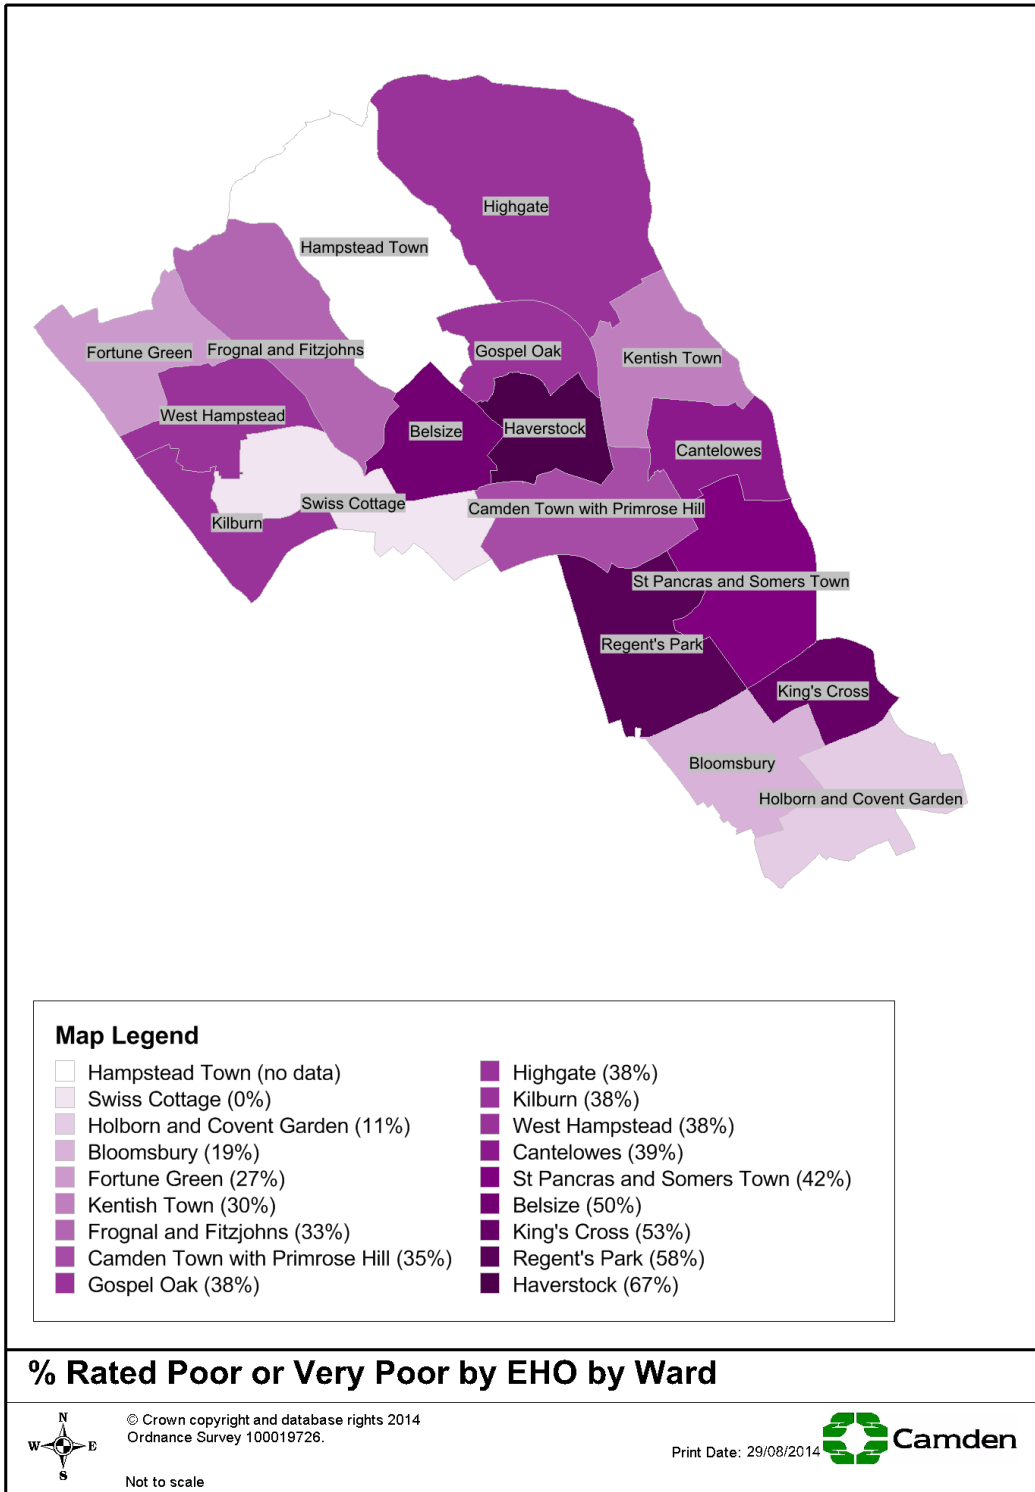 Highgate
Hampstead Town
Gospel Oak
Kentish Town
Fortune Green
Frognal and Fitzjohns
West Hampstead
Belsize
Haverstock
Cantelowes
Swiss Cottage
Camden Town with Primrose Hill
Kilburn
St Pancras and Somers Town
Regent's Park
King's Cross
Bloomsbury
Holborn and Covent Garden
Map Legend
Hampstead Town (no data)
Swiss Cottage (0%)
Holborn and Covent Garden (11%)
Bloomsbury (19%)
Fortune Green (27%)
Kentish Town (30%)
Frognal and Fitzjohns (33%)
Camden Town with Primrose Hill (35%)
Gospel Oak (38%)
Highgate (38%)
Kilburn (38%)
West Hampstead (38%)
Cantelowes (39%)
St Pancras and Somers Town (42%)
Belsize (50%)
King's Cross (53%)
Regent's Park (58%)
Haverstock (67%)
% Rated Poor or Very Poor by EHO by Ward
N
W E
S
© Crown copyright and database rights 2014
Ordnance Survey 100019726.
Not to scale
Print Date: 29/08/2014
Camden